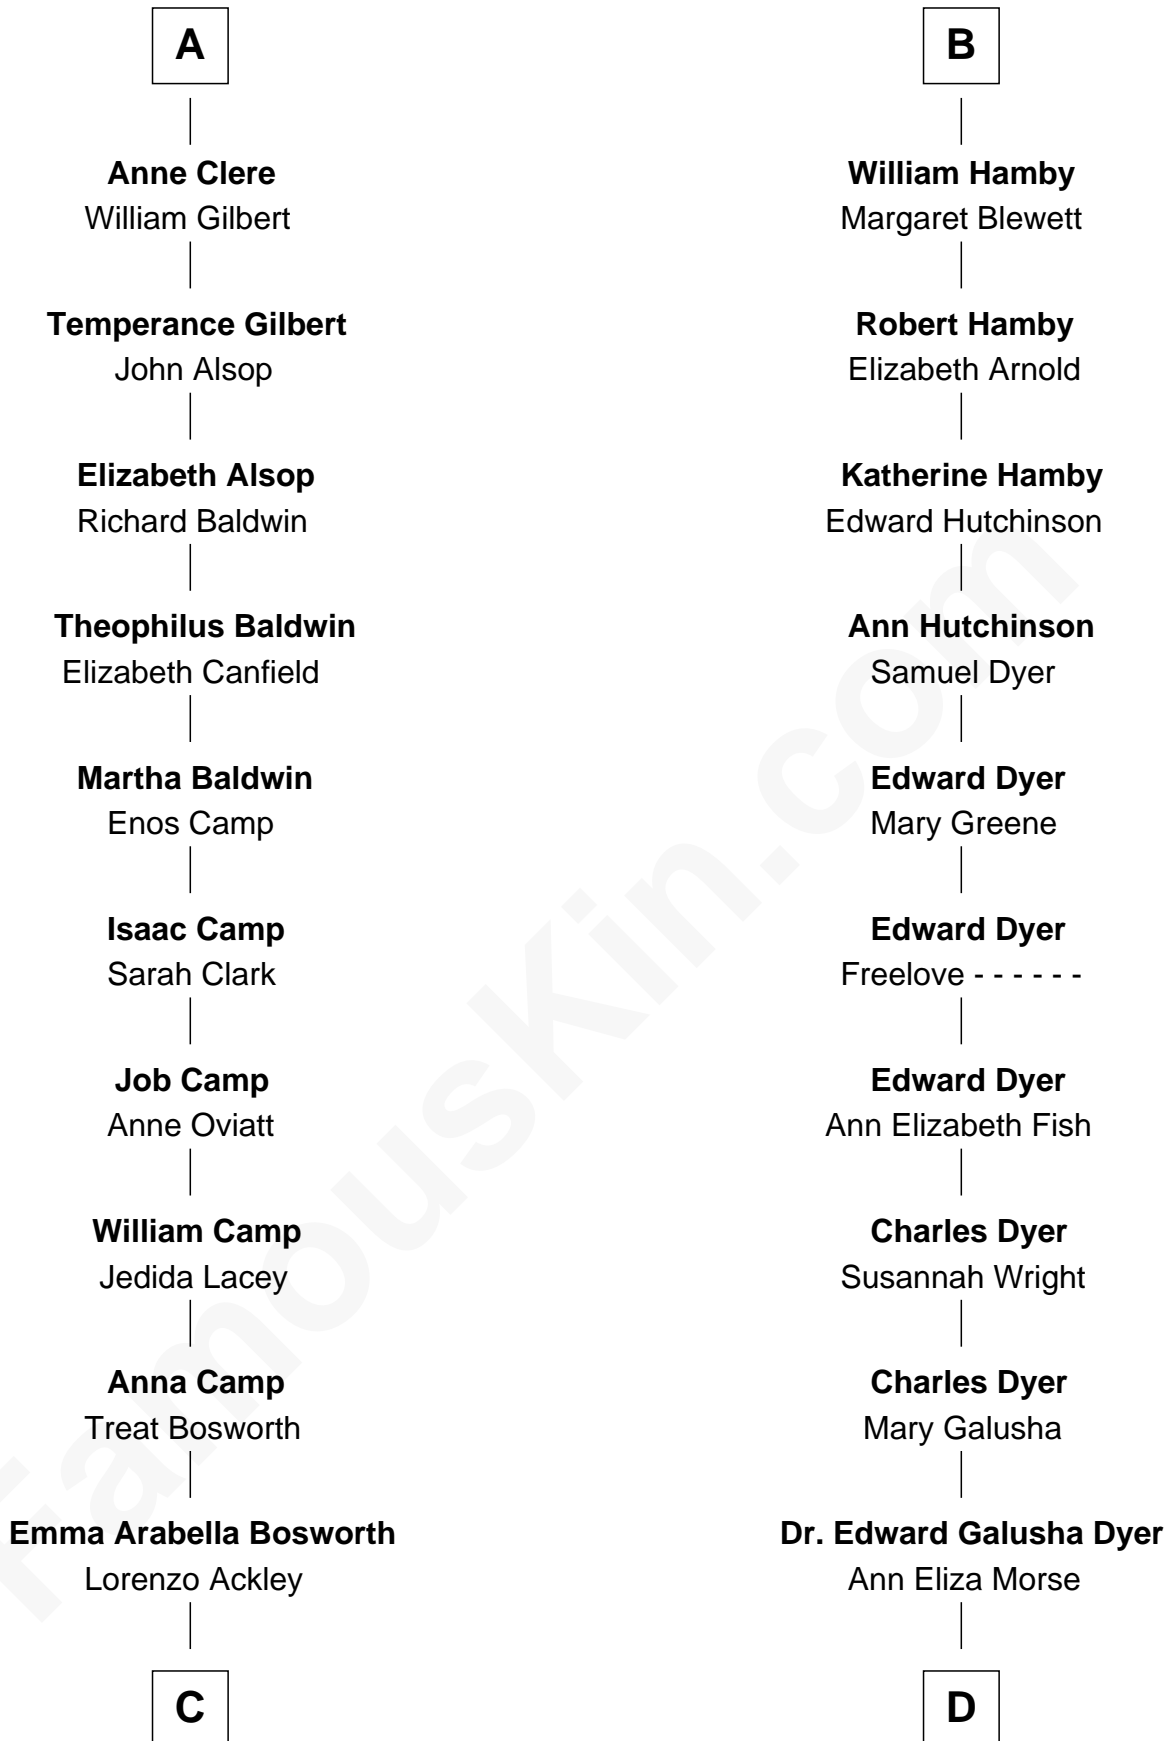 A
Anne Clere
William Gilbert
Temperance Gilbert
John Alsop
Elizabeth Alsop
Richard Baldwin
Theophilus Baldwin
Elizabeth Canfield
Martha Baldwin
Enos Camp
Isaac Camp
Sarah Clark
Job Camp
Anne Oviatt
William Camp
Jedida Lacey
Anna Camp
Treat Bosworth
Emma Arabella Bosworth
Lorenzo Ackley
C
B
William Hamby
Margaret Blewett
Robert Hamby
Elizabeth Arnold
Katherine Hamby
Edward Hutchinson
Ann Hutchinson
Samuel Dyer
Edward Dyer
Mary Greene
Edward Dyer
Freelove - - - - - -
Edward Dyer
Ann Elizabeth Fish
Charles Dyer
Susannah Wright
Charles Dyer
Mary Galusha
Dr. Edward Galusha Dyer
Ann Eliza Morse
D
FamousKin.com